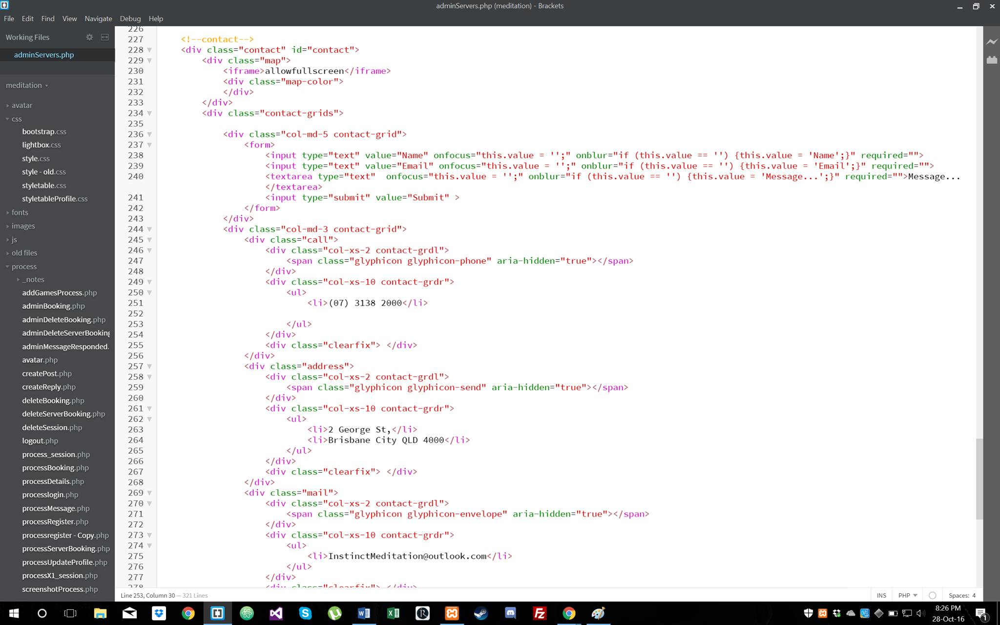 adminServers.php (meditation) - Brackets
File Edit Find View Navigate Debug Help
Working Files
adminServers.php
meditation
avatar
css
bootstrap.css
lightbox.css
style.css
style - old.css
styletable.css
styletableProfile.css
fonts
images
js
old files
process
_notes
addGamesProcess.php
adminBooking.php
adminDeleteBooking.php
adminDeleteServerBooking
adminMessageResponded.
avatar.php
createPost.php
createReply.php
deleteBooking.php
deleteServerBooking.php
deleteSession.php
logout.php
process_session.php
processBooking.php
processDetails.php
processlogin.php
processMessage.php
processRegister.php
processregister - Copy.php
processServerBooking.php
processUpdateProfile.php
processX1_session.php
screenshotProcess.php
226
227 <!--contact-->
228 <div class="contact" id="contact">
229 <div class="map">
230 <iframe>allowfullscreen</iframe>
231 <div class="map-color">
232 </div>
233 </div>
234 <div class="contact-grids">
235
236 <div class="col-md-5 contact-grid">
237 <form>
238 <input type="text" value="Name" onfocus="this.value = '';" onblur="if (this.value == '') {this.value = 'Name';}" required="">
239 <input type="text" value="Email" onfocus="this.value = '';" onblur="if (this.value == '') {this.value = 'Email';}" required="">
240 <textarea type="text"  onfocus="this.value = '';" onblur="if (this.value == '') {this.value = 'Message...';}" required="">Message...
</textarea>
241 <input type="submit" value="Submit" >
242 </form>
243 </div>
244 <div class="col-md-3 contact-grid">
245 <div class="call">
246 <div class="col-xs-2 contact-grdl">
247 <span class="glyphicon glyphicon-phone" aria-hidden="true"></span>
248 </div>
249 <div class="col-xs-10 contact-grdr">
250 <ul>
251 <li>(07) 3138 2000</li>
252
253 </ul>
254 </div>
255 <div class="clearfix"> </div>
256 </div>
257 <div class="address">
258 <div class="col-xs-2 contact-grdl">
259 <span class="glyphicon glyphicon-send" aria-hidden="true"></span>
260 </div>
261 <div class="col-xs-10 contact-grdr">
262 <ul>
263 <li>2 George St,</li>
264 <li>Brisbane City QLD 4000</li>
265 </ul>
266 </div>
267 <div class="clearfix"> </div>
268 </div>
269 <div class="mail">
270 <div class="col-xs-2 contact-grdl">
271 <span class="glyphicon glyphicon-envelope" aria-hidden="true"></span>
272 </div>
273 <div class="col-xs-10 contact-grdr">
274 <ul>
275 <li>InstinctMeditation@outlook.com</li>
276 </ul>
277 </div>
278 <div class="clearfix"> </div>
Line 253, Column 30 — 321 Lines
INS PHP Spaces: 4
8:26 PM
28-Oct-16
1